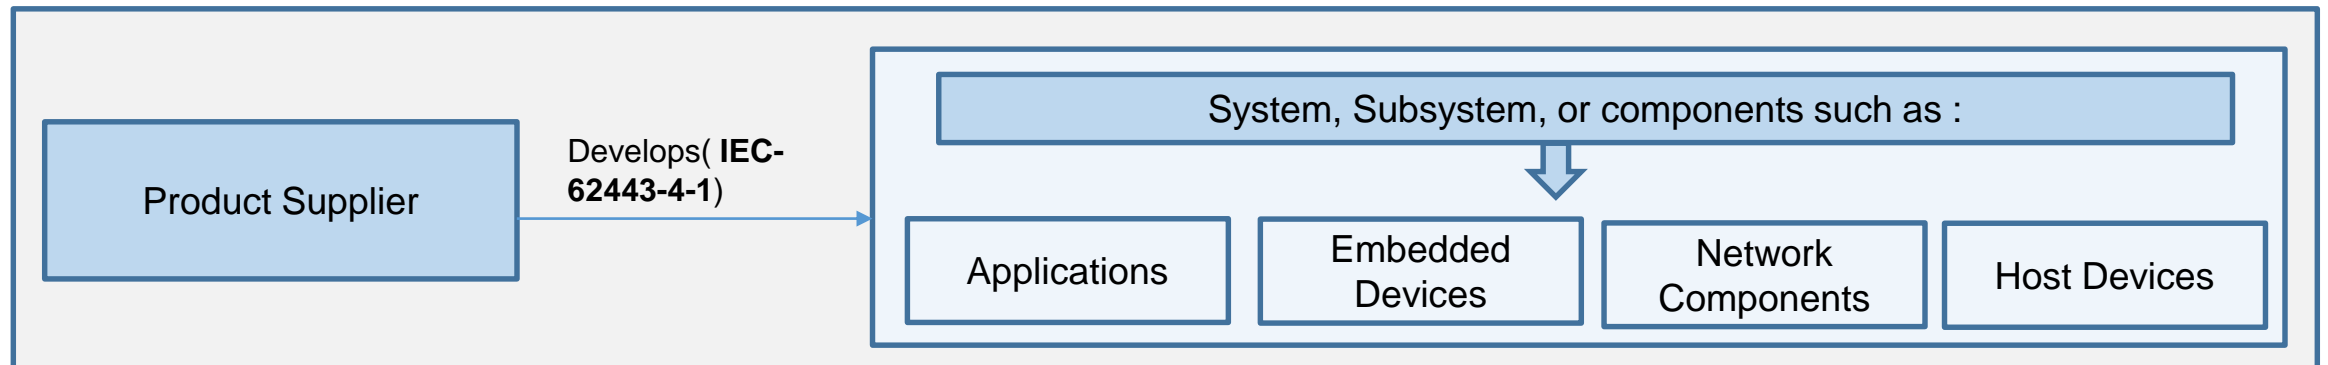 System, Subsystem, or components such as :
Product Supplier
Develops( IEC-
62443-4-1)
Applications
Embedded
Devices
Network
Components
Host Devices